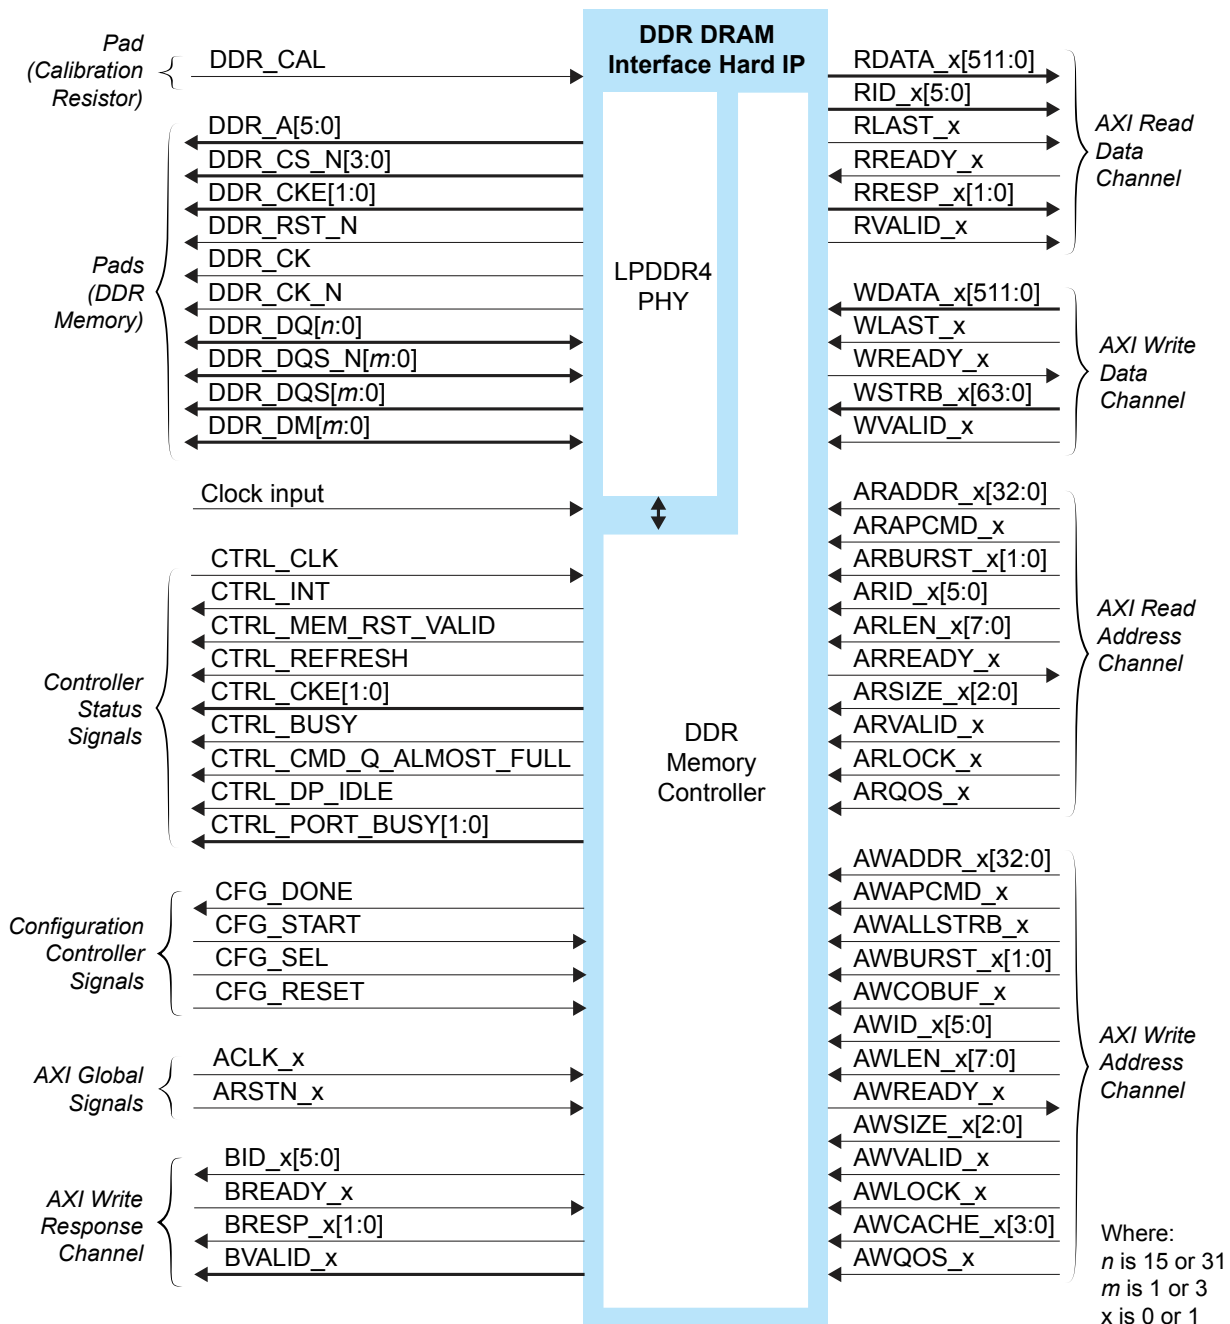 DDR DRAM
Interface Hard IP
LPDDR4
PHY
DDR
Memory
Controller
Pad
(Calibration
Resistor)
DDR_CAL
Pads
(DDR
Memory)
DDR_A[5:0]
DDR_CS_N[3:0]
DDR_CKE[1:0]
DDR_RST_N
DDR_CK
DDR_CK_N
DDR_DQ[n:0]
DDR_DQS_N[m:0]
DDR_DQS[m:0]
DDR_DM[m:0]
Clock input
Controller
Status
Signals
CTRL_CLK
CTRL_INT
CTRL_MEM_RST_VALID
CTRL_REFRESH
CTRL_CKE[1:0]
CTRL_BUSY
CTRL_CMD_Q_ALMOST_FULL
CTRL_DP_IDLE
CTRL_PORT_BUSY[1:0]
Configuration
Controller
Signals
CFG_DONE
CFG_START
CFG_SEL
CFG_RESET
AXI Global
Signals
ACLK_x
ARSTN_x
AXI Write
Response
Channel
BID_x[5:0]
BREADY_x
BRESP_x[1:0]
BVALID_x
RDATA_x[511:0]
RID_x[5:0]
RLAST_x
RREADY_x
RRESP_x[1:0]
RVALID_x
AXI Read
Data
Channel
WDATA_x[511:0]
WLAST_x
WREADY_x
WSTRB_x[63:0]
WVALID_x
AXI Write
Data
Channel
ARADDR_x[32:0]
ARAPCMD_x
ARBURST_x[1:0]
ARID_x[5:0]
ARLEN_x[7:0]
ARREADY_x
ARSIZE_x[2:0]
ARVALID_x
ARLOCK_x
ARQOS_x
AXI Read
Address
Channel
AWADDR_x[32:0]
AWAPCMD_x
AWALLSTRB_x
AWBURST_x[1:0]
AWCOBUF_x
AWID_x[5:0]
AWLEN_x[7:0]
AWREADY_x
AWSIZE_x[2:0]
AWVALID_x
AWLOCK_x
AWCACHE_x[3:0]
AWQOS_x
AXI Write
Address
Channel
Where:
n is 15 or 31
m is 1 or 3
x is 0 or 1